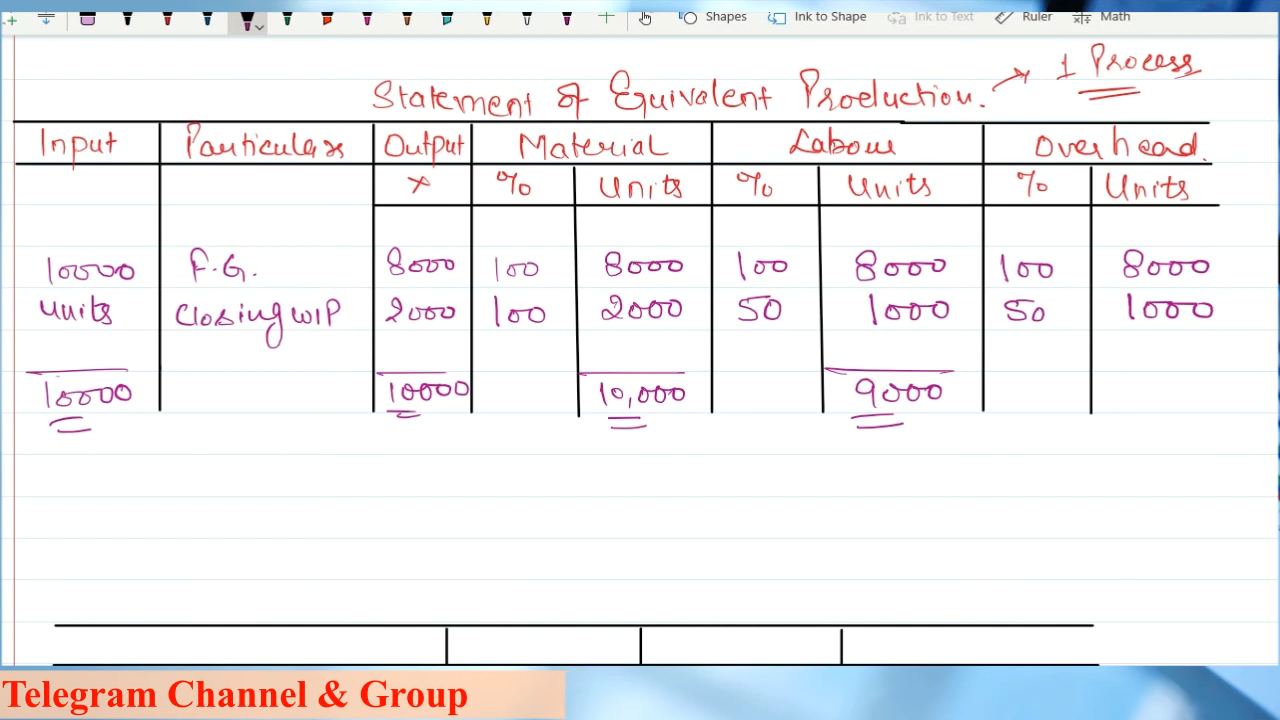 Shapes Ink to Shape Ink to Text Ruler Math
Statement of Equivalent Production. → 1 Process
Input Particulars Output Material Labour Overhead.
x % Units % Units % Units
10000 F.G. 8000 100 8000 100 8000 100 8000
Units Closing WIP 2000 100 2000 50 1000 50 1000
10000 10000 10,000 9000
Telegram Channel & Group